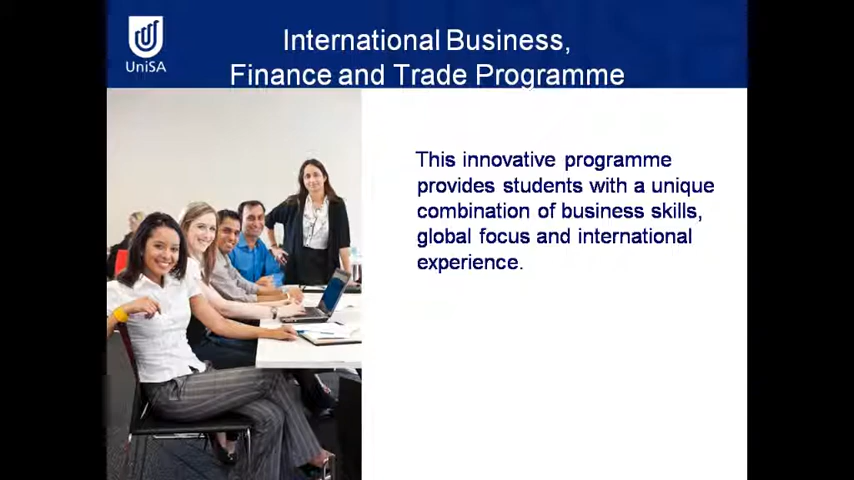 International Business,
Finance and Trade Programme
UniSA
This innovative programme
provides students with a unique
combination of business skills,
global focus and international
experience.